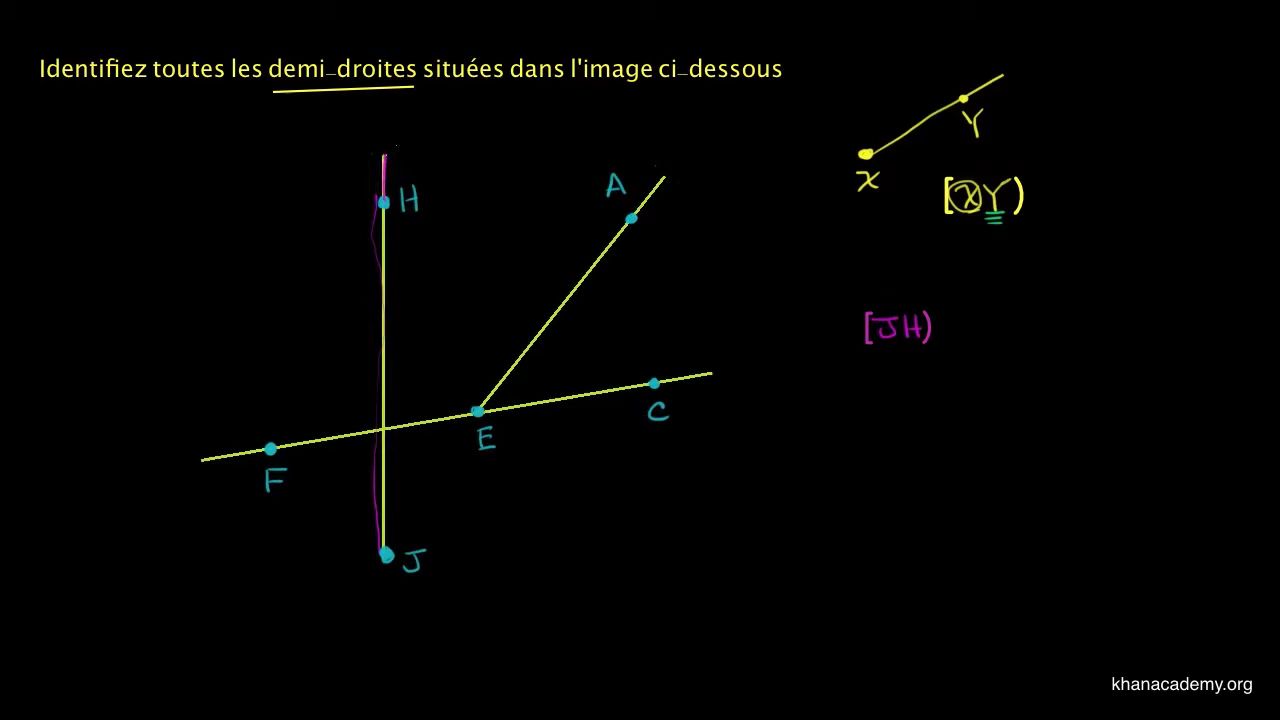 Identifiez toutes les demi-droites situées dans l'image ci-dessous
Y
X
[XY)
H
A
[JH)
C
E
F
J
khanacademy.org